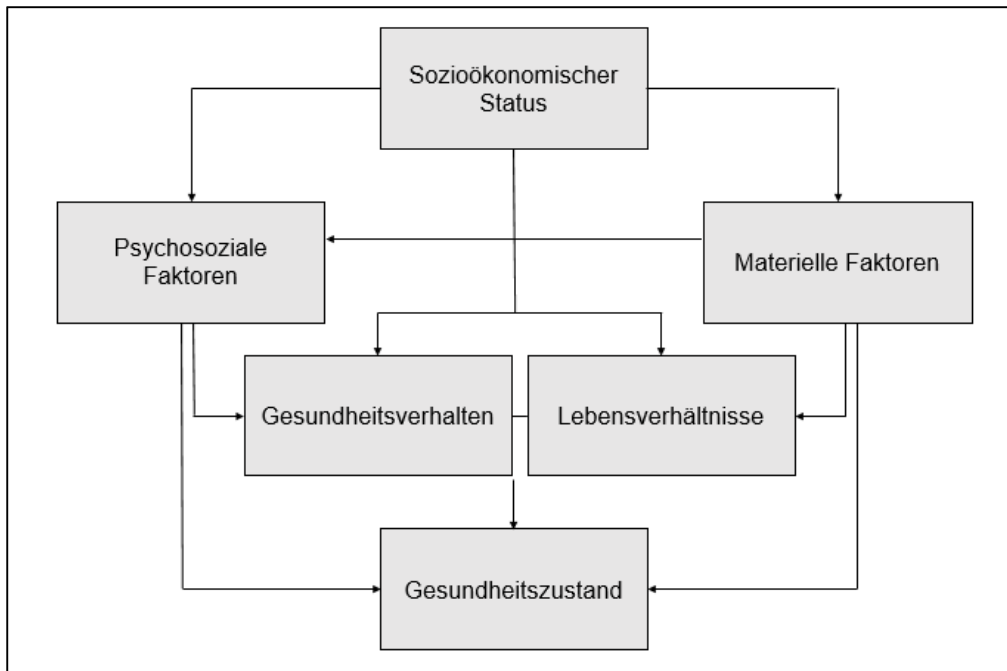 Sozioökonomischer
Status
Psychosoziale
Faktoren
Materielle Faktoren
Gesundheitsverhalten
Lebensverhältnisse
Gesundheitszustand